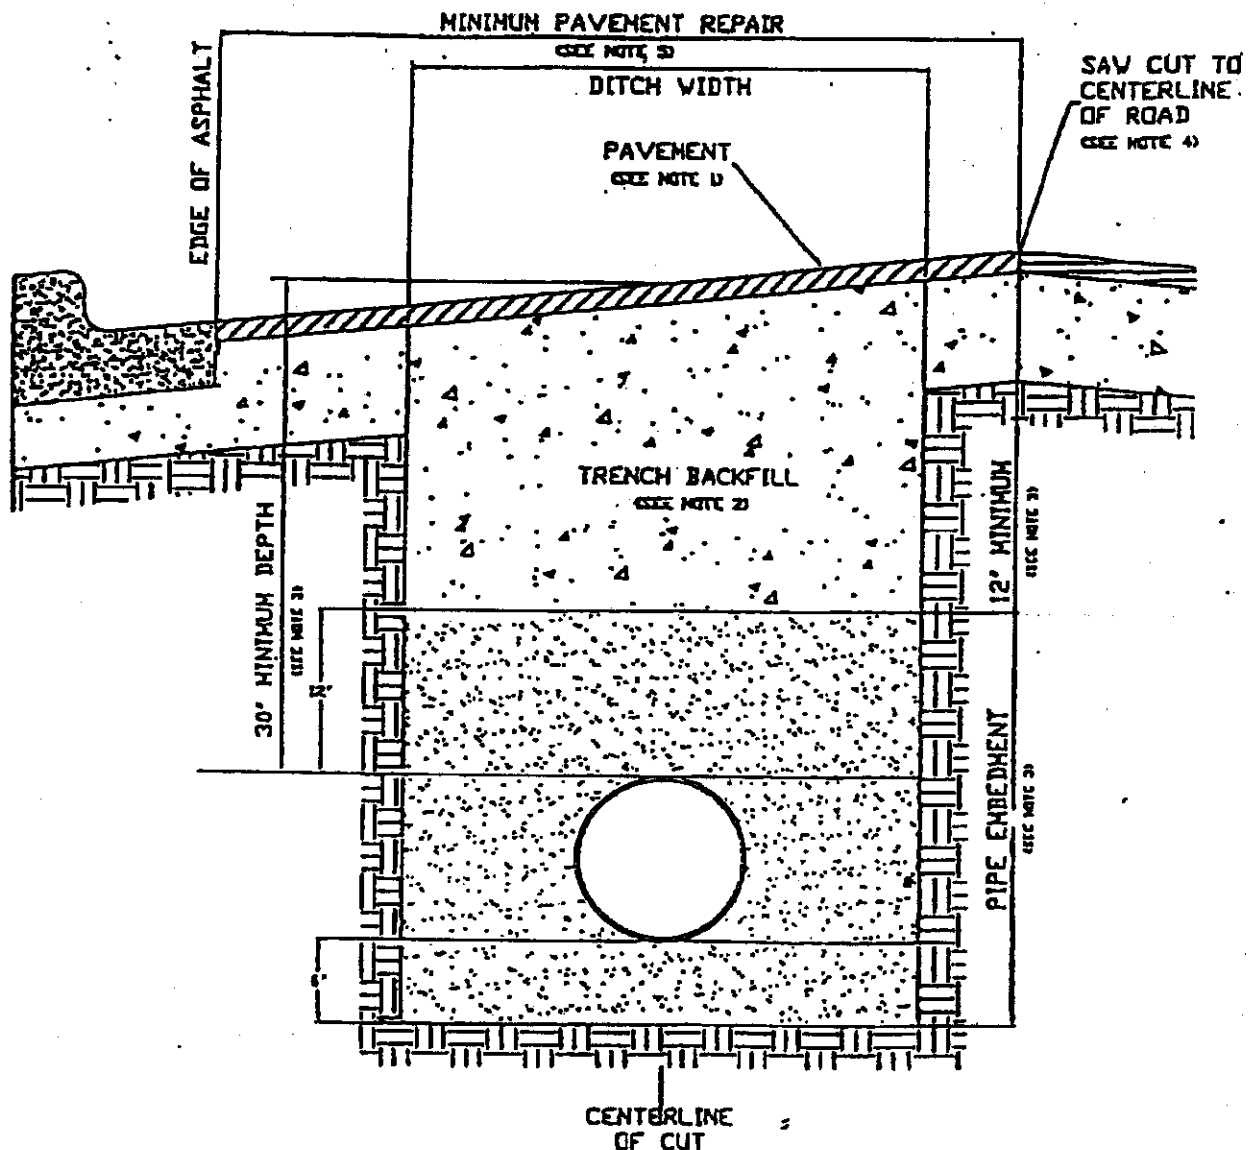 MINIMUM PAVEMENT REPAIR
(SEE NOTE 5)
DITCH WIDTH
EDGE OF ASPHALT
SAW CUT TO
CENTERLINE
OF ROAD
(SEE NOTE 4)
PAVEMENT
(SEE NOTE 1)
TRENCH BACKFILL
(SEE NOTE 2)
30" MINIMUM DEPTH
(SEE NOTE 3)
12" MINIMUM
(SEE NOTE 3)
PIPE EMBEDMENT
(SEE NOTE 3)
CENTERLINE
OF CUT